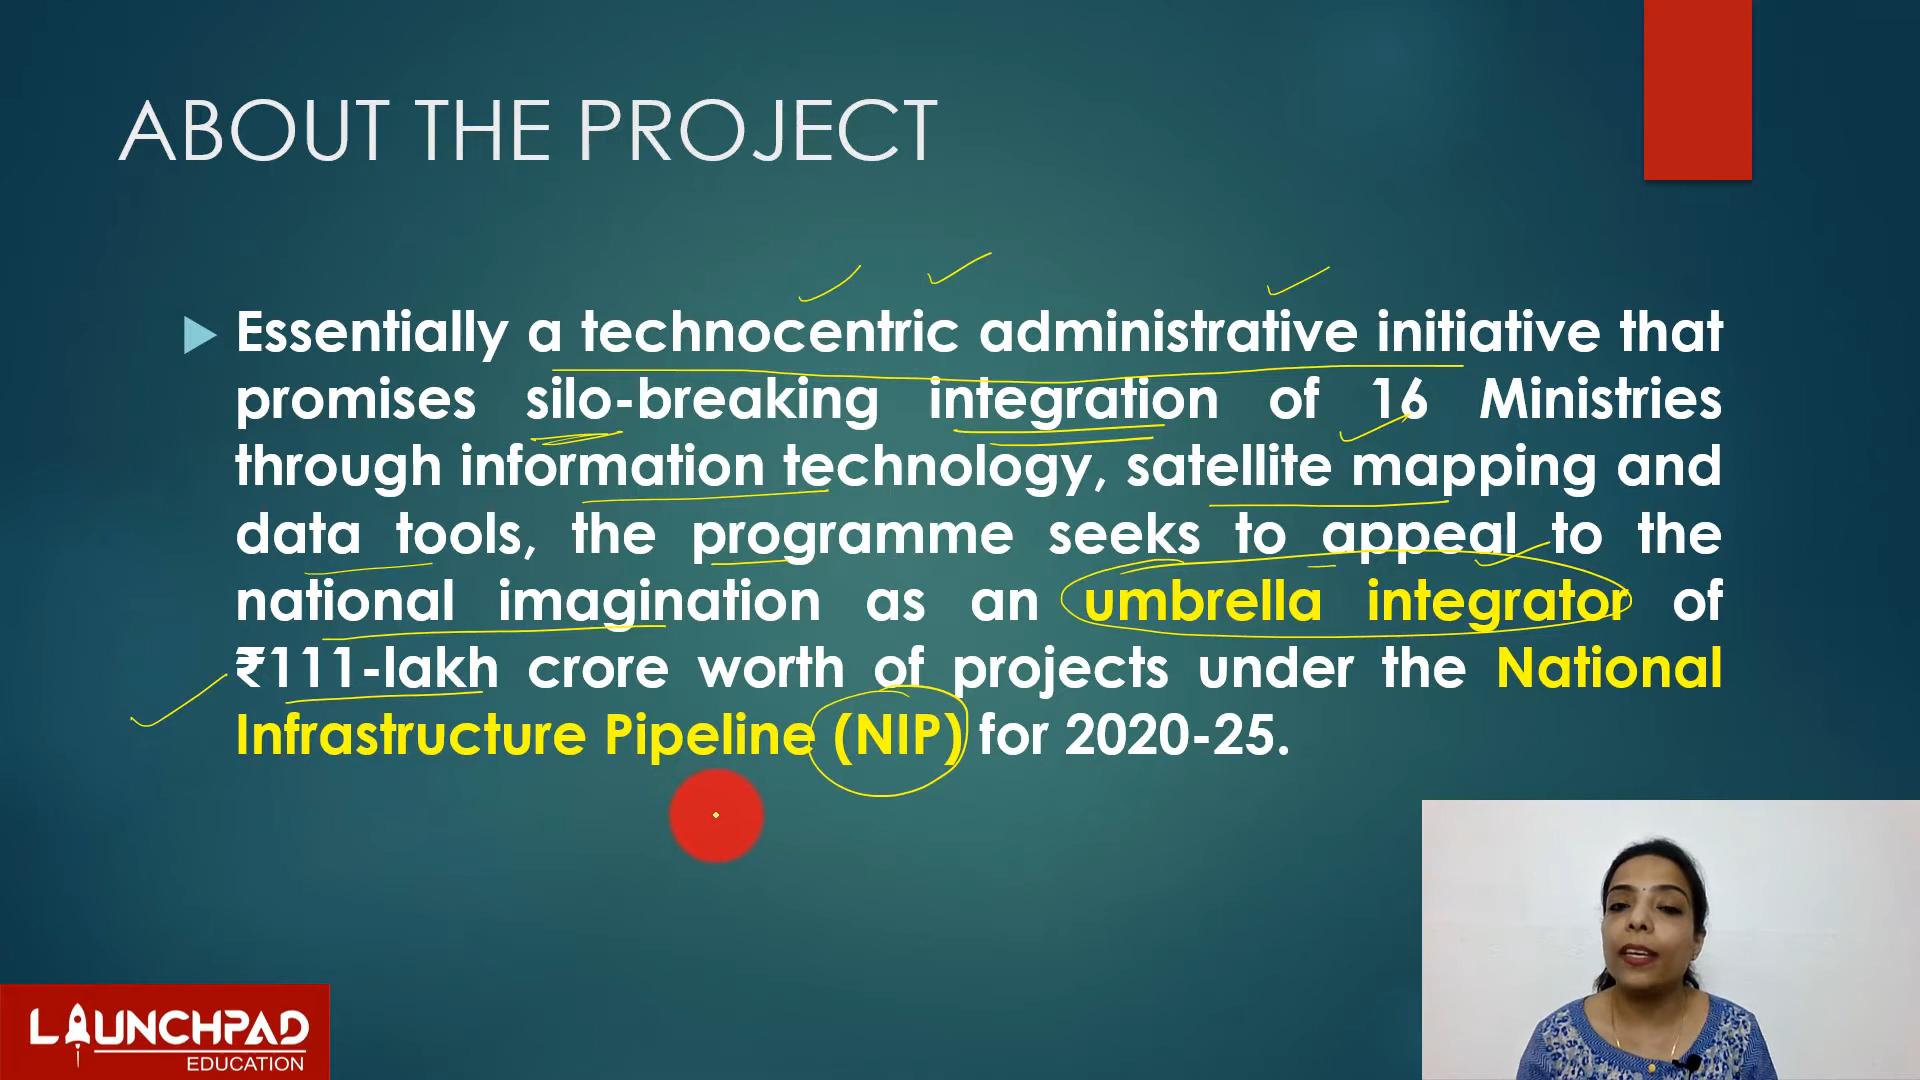 ABOUT THE PROJECT
Essentially a technocentric administrative initiative that
promises silo-breaking integration of 16 Ministries
through information technology, satellite mapping and
data tools, the programme seeks to appeal to the
national imagination as an umbrella integrator of
₹111-lakh crore worth of projects under the National
Infrastructure Pipeline (NIP) for 2020-25.
LAUNCHPAD
EDUCATION